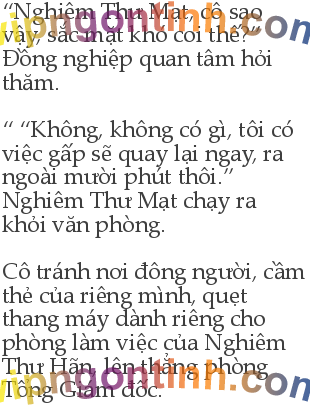 “Nghiêm Thư Mạt, cô sao
vậy, sắc mặt khó coi thế?”
Đồng nghiệp quan tâm hỏi
thăm.
“ “Không, không có gì, tôi có
việc gấp sẽ quay lại ngay, ra
ngoài mười phút thôi.”
Nghiêm Thư Mạt chạy ra
khỏi văn phòng.
Cô tránh nơi đông người, cầm
thẻ của riêng mình, quẹt
thang máy dành riêng cho
phòng làm việc của Nghiêm
Thư Hãn, lên thẳng phòng
Tổng Giám đốc.
vipngontinh.com
vipngontinh.com